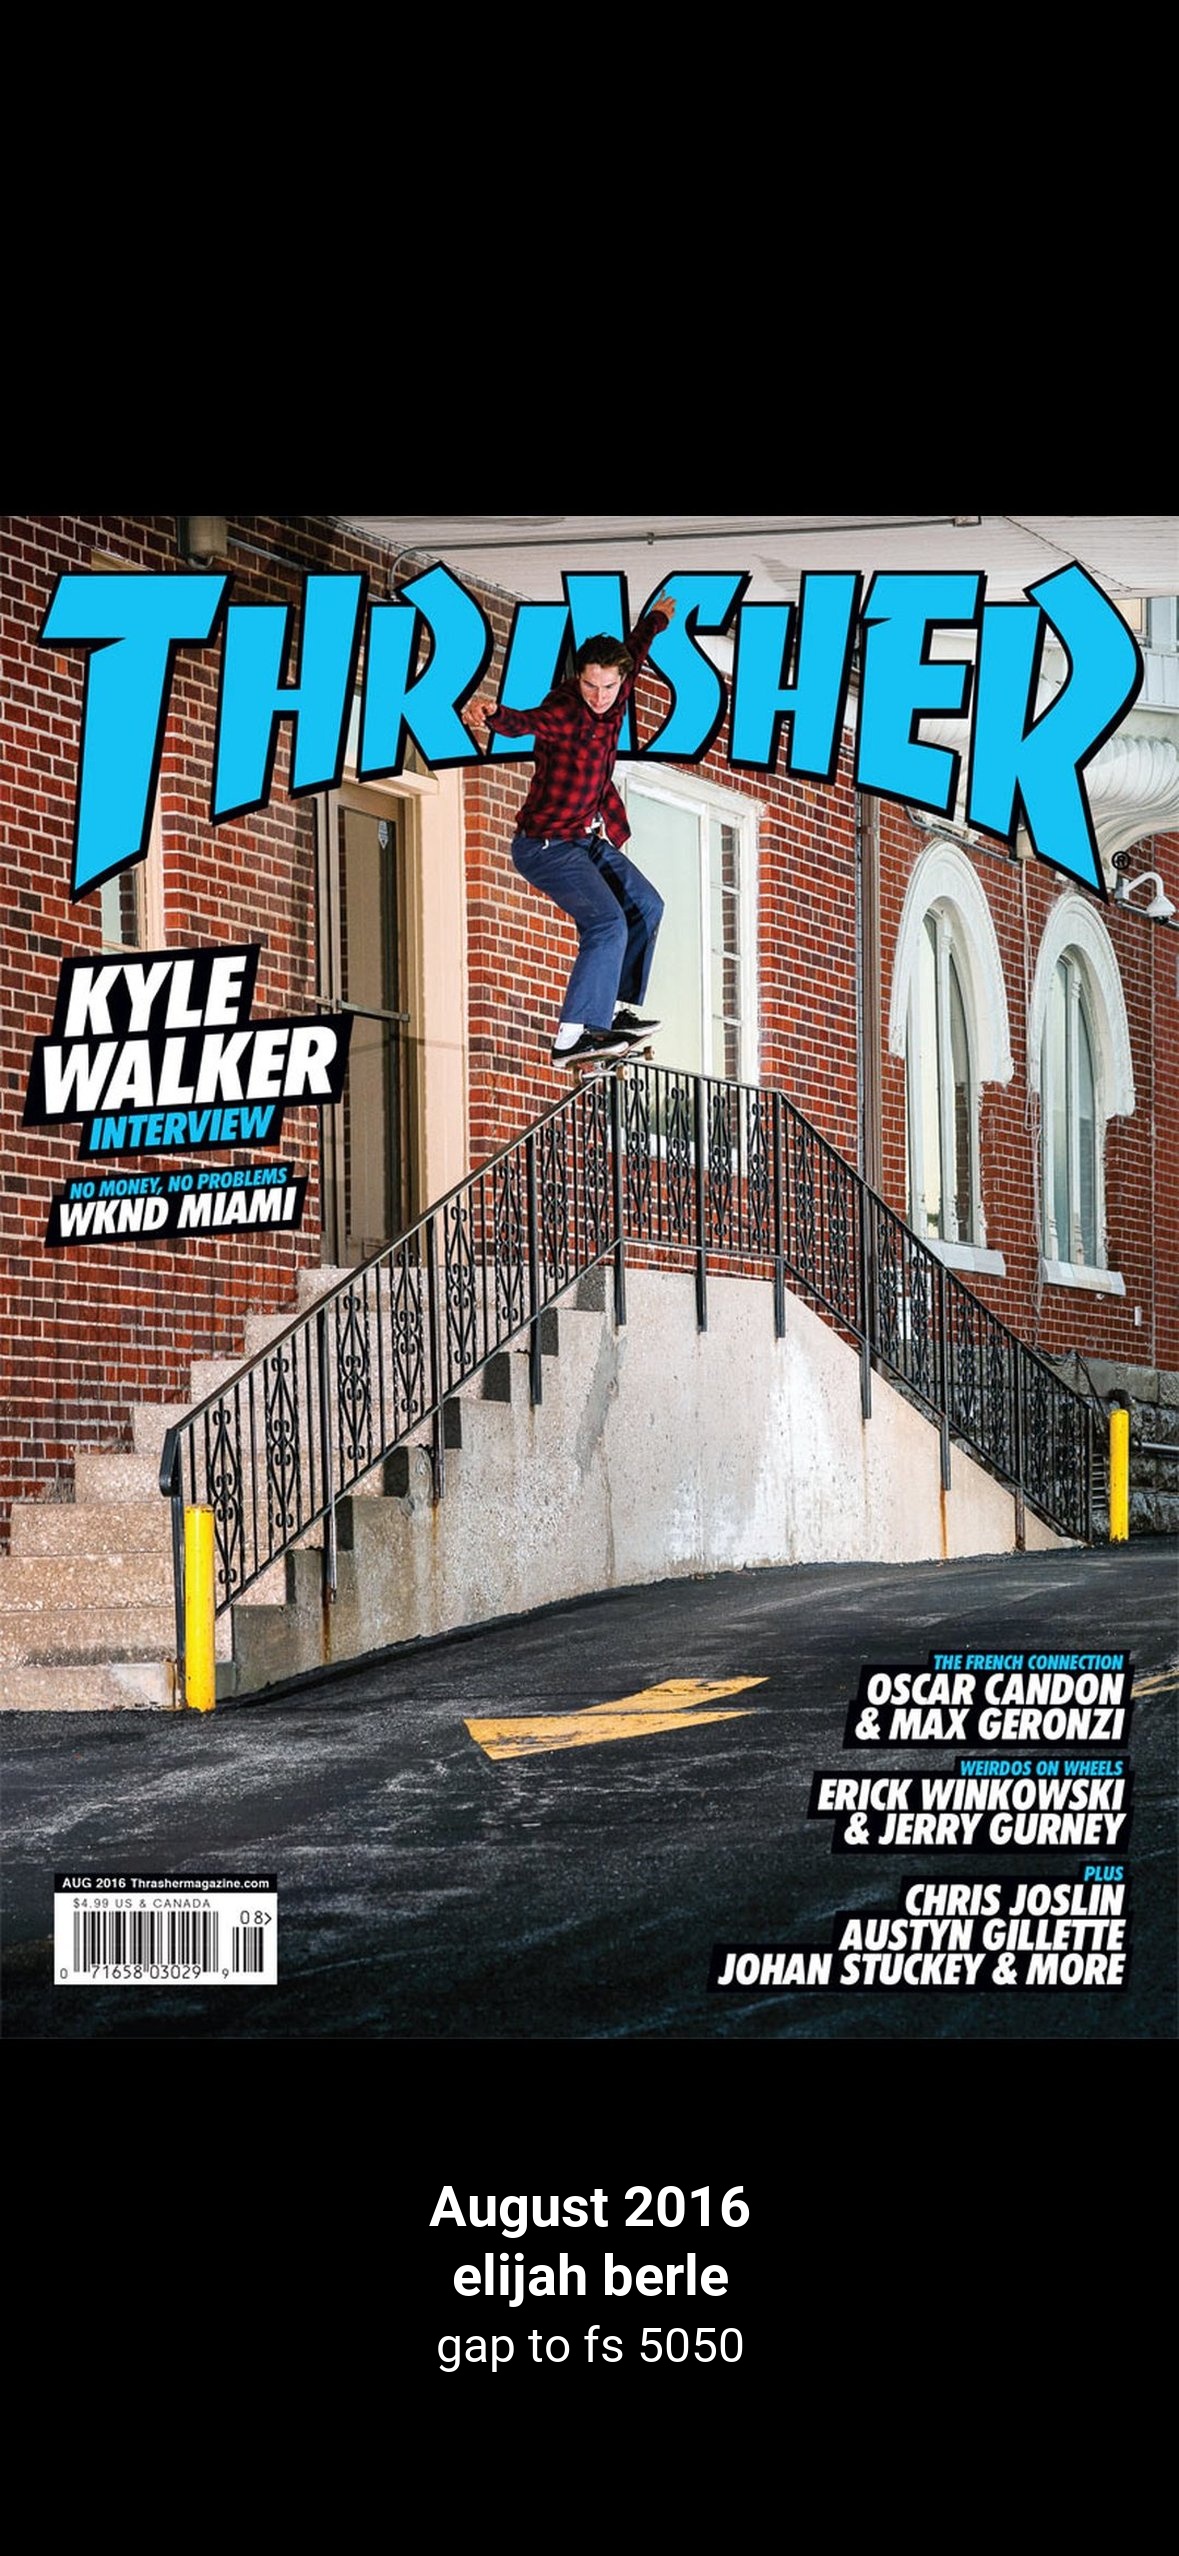 THRASHER
®
KYLE
WALKER
INTERVIEW
NO MONEY, NO PROBLEMS
WKND MIAMI
THE FRENCH CONNECTION
OSCAR CANDON
& MAX GERONZI
WEIRDOS ON WHEELS
ERICK WINKOWSKI
& JERRY GURNEY
PLUS
CHRIS JOSLIN
AUSTYN GILLETTE
JOHAN STUCKEY & MORE
AUG 2016 Thrashermagazine.com
$4.99 US & CANADA
08>
0 71658 03029 9
August 2016
elijah berle
gap to fs 5050